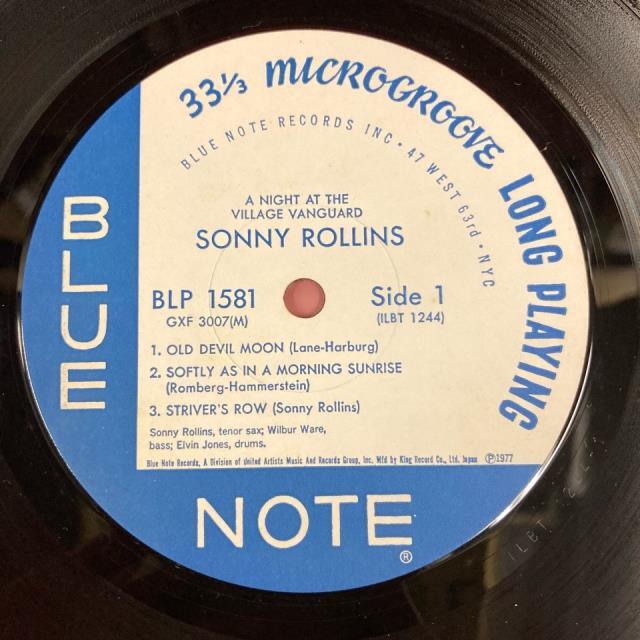 33 1/3 MICROGROOVE LONG PLAYING
BLUE NOTE RECORDS INC • 47 WEST 63rd • NYC
A NIGHT AT THE
VILLAGE VANGUARD
SONNY ROLLINS
BLP 1581 Side 1
GXF 3007(M) (ILBT 1244)
1. OLD DEVIL MOON (Lane-Harburg)
2. SOFTLY AS IN A MORNING SUNRISE
(Romberg-Hammerstein)
3. STRIVER'S ROW (Sonny Rollins)
Sonny Rollins, tenor sax; Wilbur Ware,
bass; Elvin Jones, drums.
Blue Note Records, A Division of United Artists Music And Records Group, Inc. Mfd by King Record Co., Ltd. Japan ℗1977
BLUE
NOTE ®
ILBT